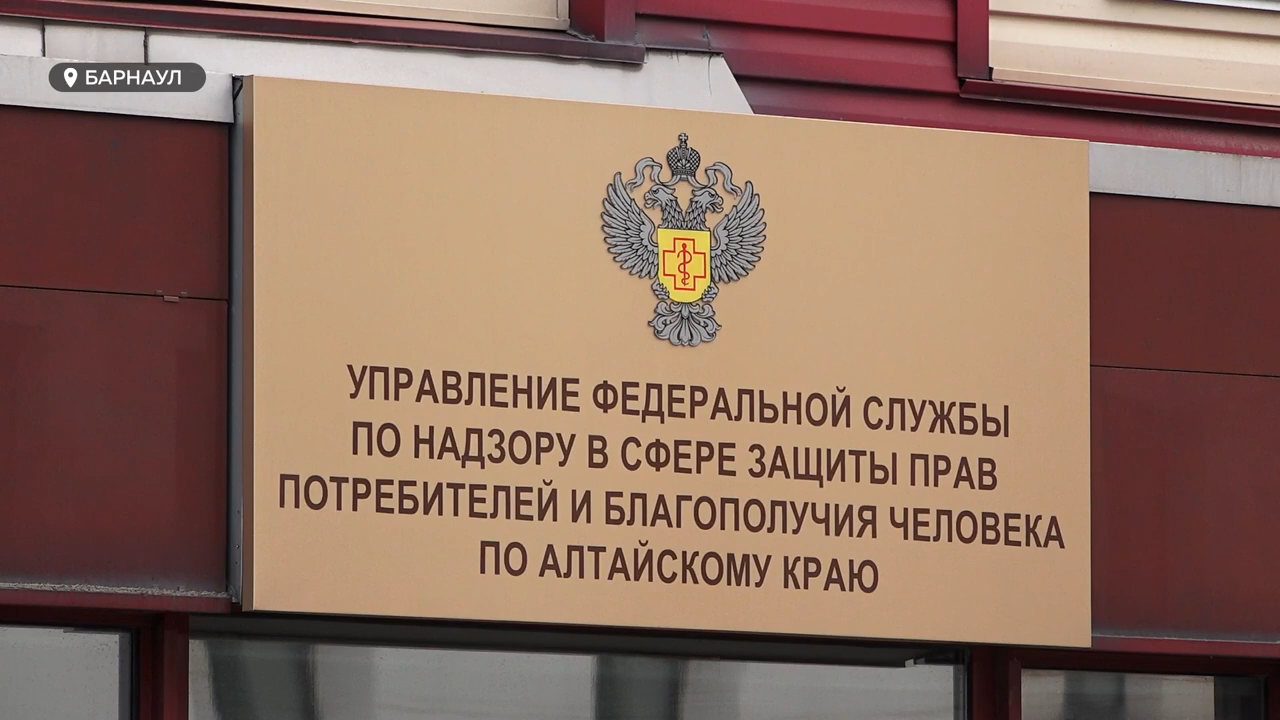 БАРНАУЛ
УПРАВЛЕНИЕ ФЕДЕРАЛЬНОЙ СЛУЖБЫ
ПО НАДЗОРУ В СФЕРЕ ЗАЩИТЫ ПРАВ
ПОТРЕБИТЕЛЕЙ И БЛАГОПОЛУЧИЯ ЧЕЛОВЕКА
ПО АЛТАЙСКОМУ КРАЮ